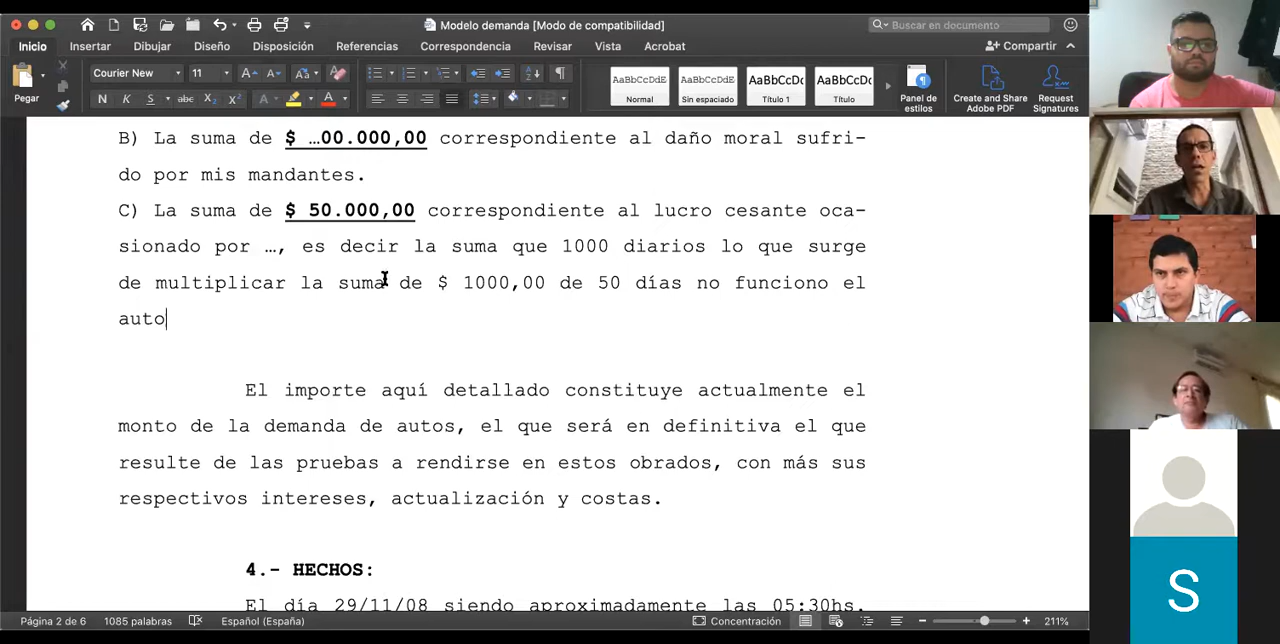 Modelo demanda [Modo de compatibilidad]
Buscar en documento
Inicio
Insertar
Dibujar
Diseño
Disposición
Referencias
Correspondencia
Revisar
Vista
Acrobat
Compartir
Pegar
Courier New
11
N K S abc X₂ X²
AaBbCcDdE
Normal
AaBbCcDdE
Sin espaciado
AaBbCcDc
Título 1
AaBbCcDc
Título
Panel de estilos
Create and Share Adobe PDF
Request Signatures
B) La suma de $ …00.000,00 correspondiente al daño moral sufri-
do por mis mandantes.
C) La suma de $ 50.000,00 correspondiente al lucro cesante oca-
sionado por …, es decir la suma que 1000 diarios lo que surge
de multiplicar la suma de $ 1000,00 de 50 días no funciono el
auto
El importe aquí detallado constituye actualmente el
monto de la demanda de autos, el que será en definitiva el que
resulte de las pruebas a rendirse en estos obrados, con más sus
respectivos intereses, actualización y costas.
4.- HECHOS:
El día 29/11/08 siendo aproximadamente las 05:30hs.
Página 2 de 6
1085 palabras
Español (España)
Concentración
211%
S